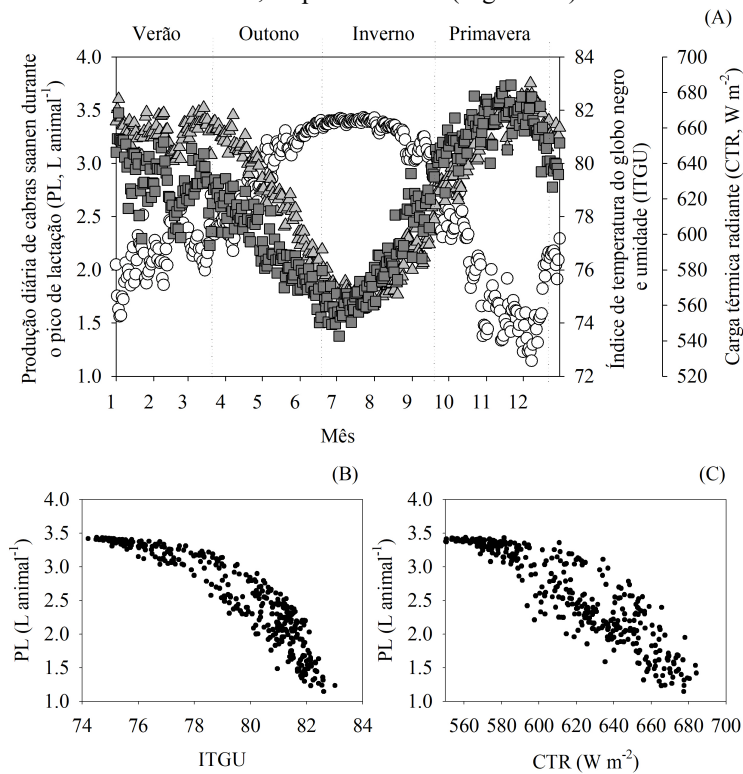 (A)
Verão Outono Inverno Primavera
Produção diária de cabras saanen durante
o pico de lactação (PL, L animal⁻¹)
4.0
3.5
3.0
2.5
2.0
1.5
1.0
84
82
80
78
76
74
72
Índice de temperatura do globo negro
e umidade (ITGU)
700
680
660
640
620
600
580
560
540
520
Carga térmica radiante (CTR, W m⁻²)
1 2 3 4 5 6 7 8 9 10 11 12
Mês
(B)
PL (L animal⁻¹)
4.0
3.5
3.0
2.5
2.0
1.5
1.0
74 76 78 80 82 84
ITGU
(C)
PL (L animal⁻¹)
4.0
3.5
3.0
2.5
2.0
1.5
1.0
560 580 600 620 640 660 680 700
CTR (W m⁻²)